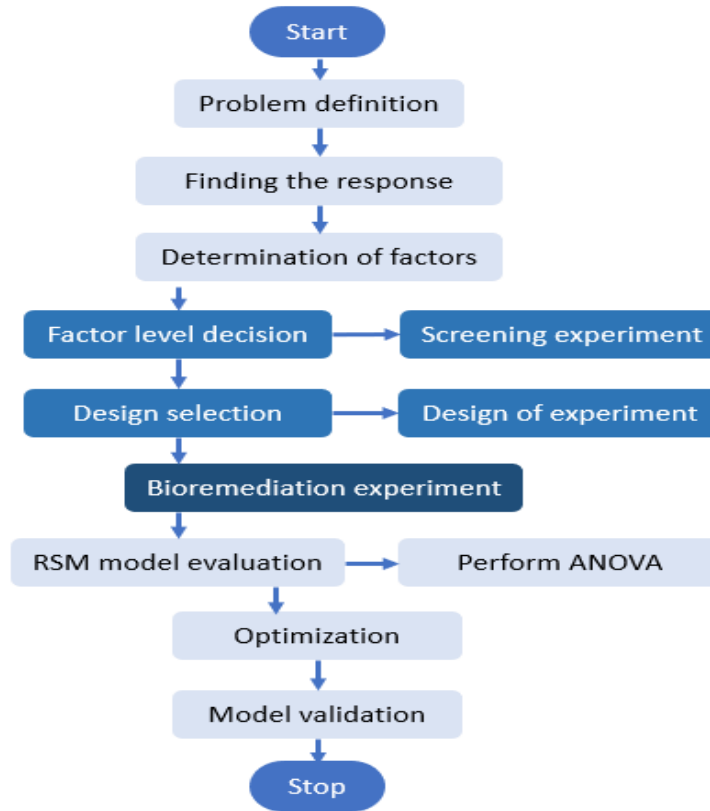 Start
Problem definition
Finding the response
Determination of factors
Factor level decision
Screening experiment
Design selection
Design of experiment
Bioremediation experiment
RSM model evaluation
Perform ANOVA
Optimization
Model validation
Stop